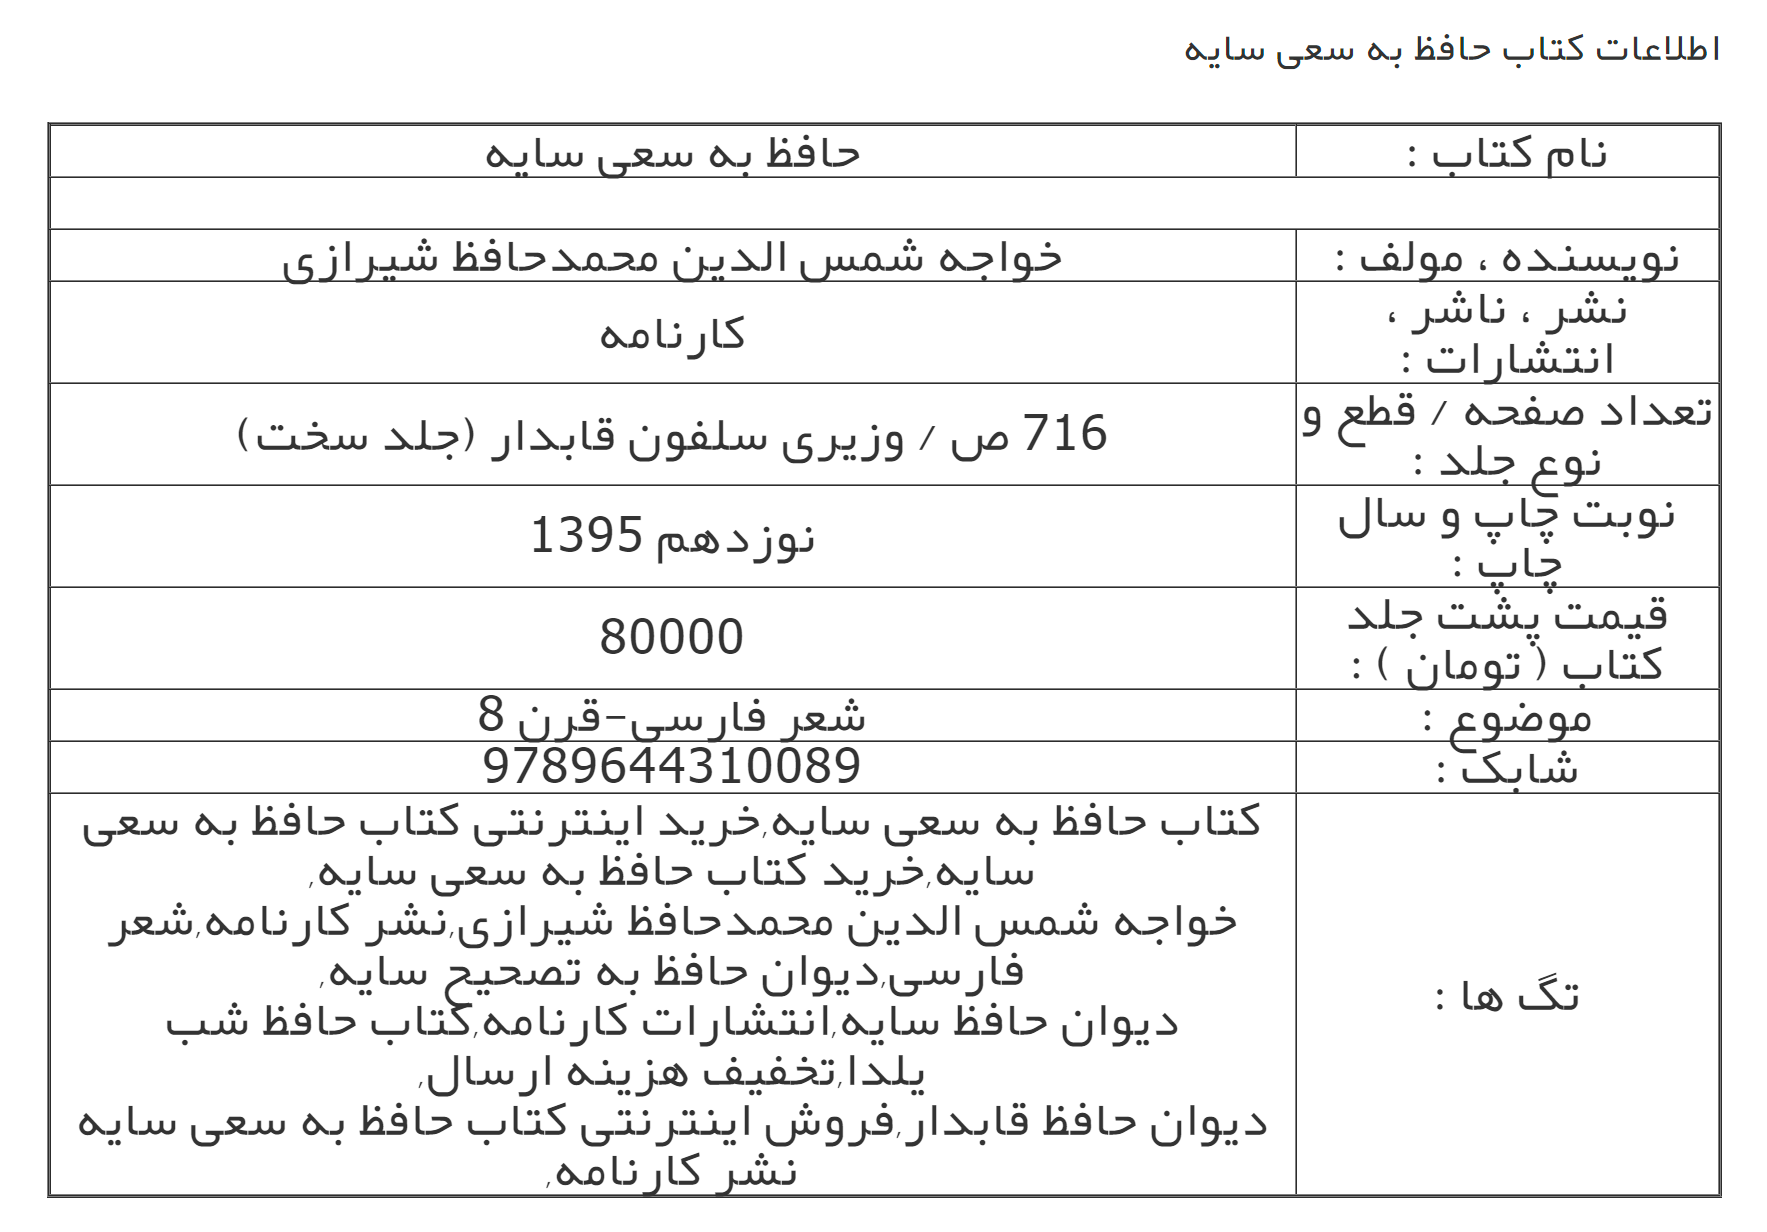 اطلاعات کتاب حافظ به سعی سایه
نام کتاب :
حافظ به سعی سایه
نویسنده ، مولف :
خواجه شمس الدین محمدحافظ شیرازی
نشر ، ناشر ،
انتشارات :
کارنامه
تعداد صفحه / قطع و
نوع جلد :
716 ص / وزیری سلفون قابدار (جلد سخت)
نوبت چاپ و سال
چاپ :
نوزدهم 1395
قیمت پشت جلد
کتاب ( تومان ) :
80000
موضوع :
شعر فارسی-قرن 8
شابک :
9789644310089
تگ ها :
کتاب حافظ به سعی سایه,خرید اینترنتی کتاب حافظ به سعی
سایه,خرید کتاب حافظ به سعی سایه,
خواجه شمس الدین محمدحافظ شیرازی,نشر کارنامه,شعر
فارسی,دیوان حافظ به تصحیح سایه,
دیوان حافظ سایه,انتشارات کارنامه,کتاب حافظ شب
یلدا,تخفیف هزینه ارسال,
دیوان حافظ قابدار,فروش اینترنتی کتاب حافظ به سعی سایه
نشر کارنامه,